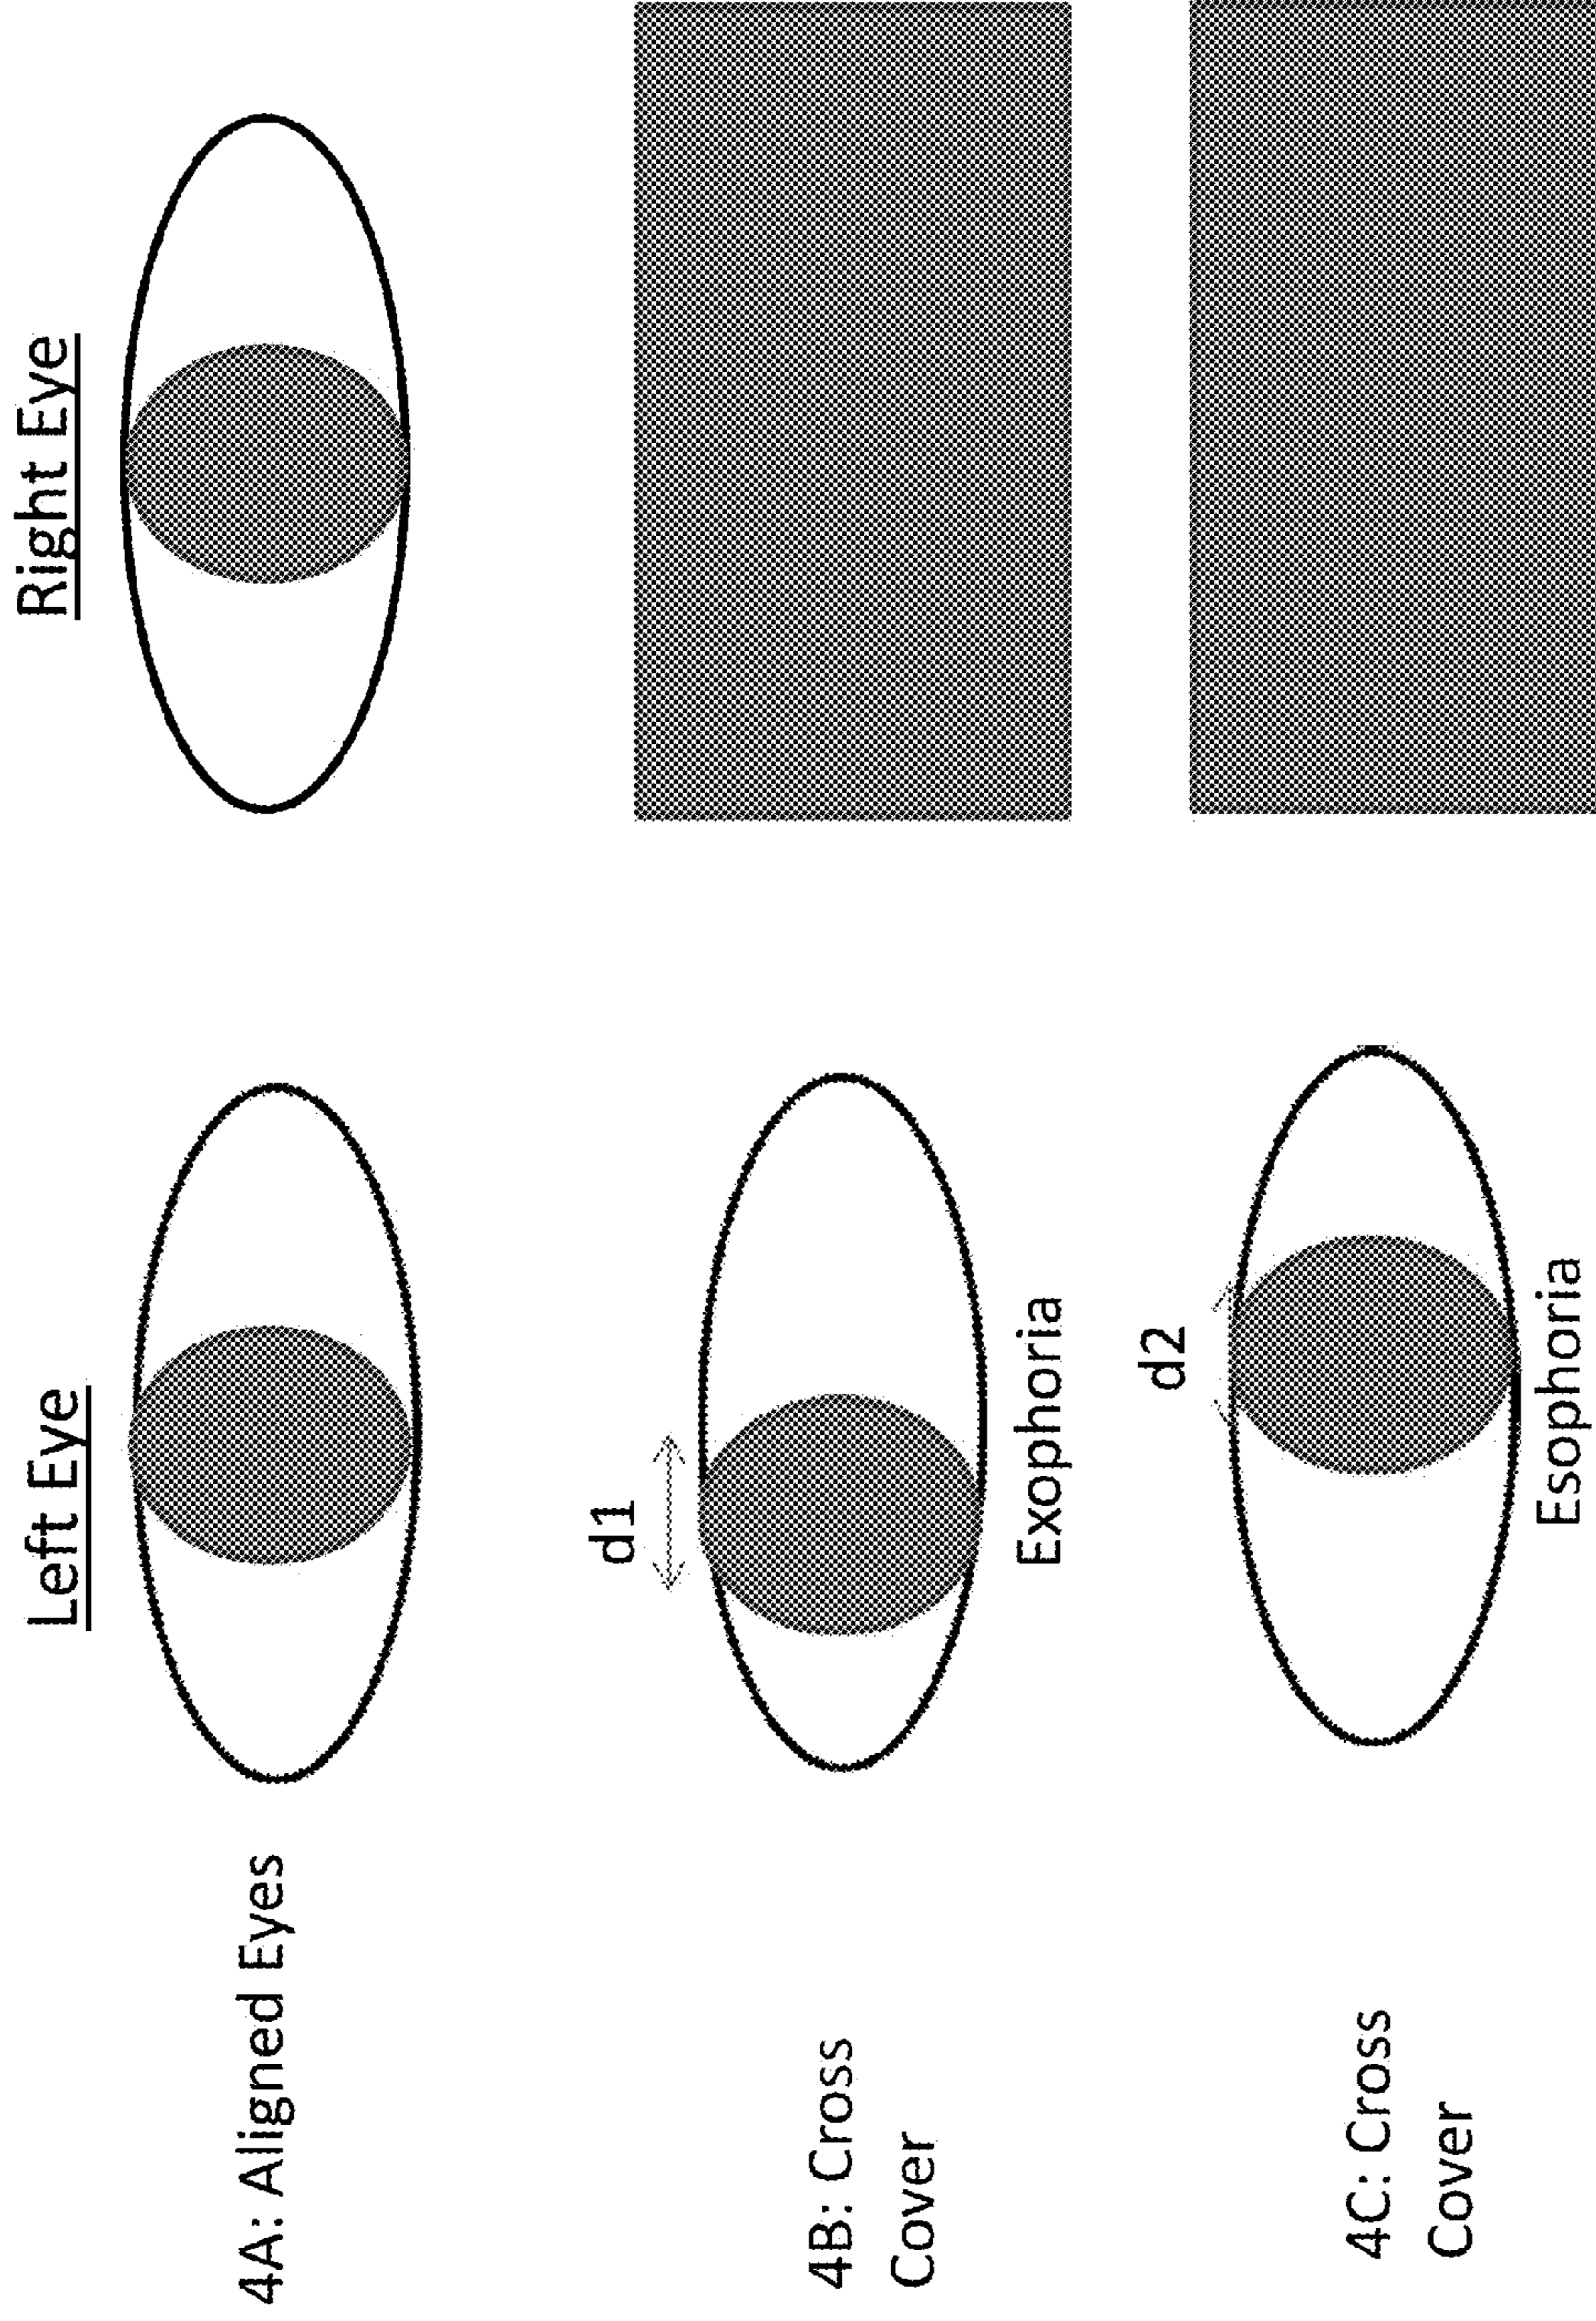 Left Eye
Right Eye
4A: Aligned Eyes
d1
4B: Cross
Cover
Exophoria
d2
4C: Cross
Cover
Esophoria